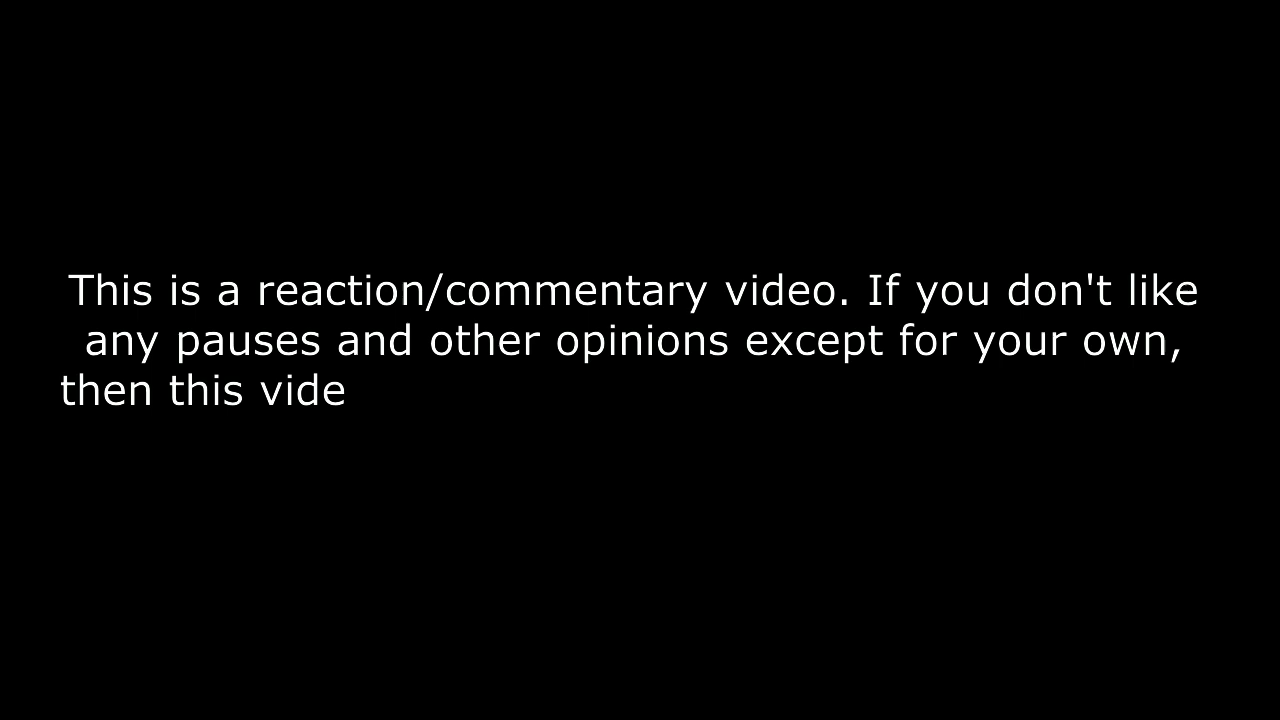 This is a reaction/commentary video. If you don't like
any pauses and other opinions except for your own,
then this vide